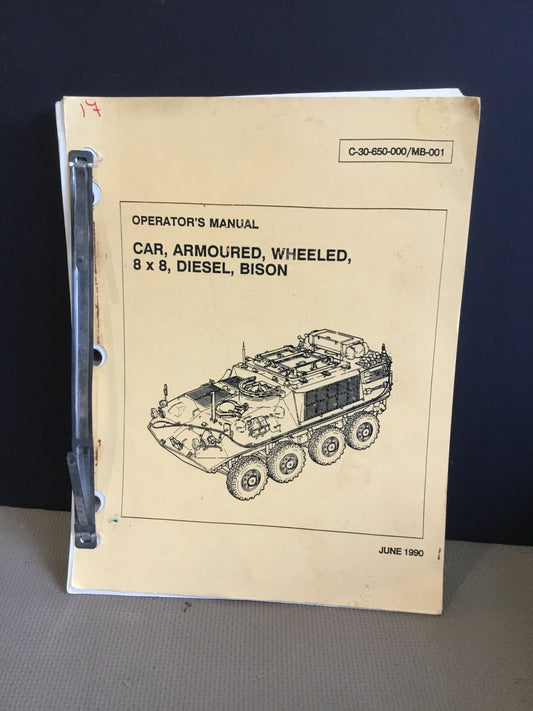 17
C-30-650-000/MB-001
OPERATOR'S MANUAL
CAR, ARMOURED, WHEELED,
8 x 8, DIESEL, BISON
JUNE 1990